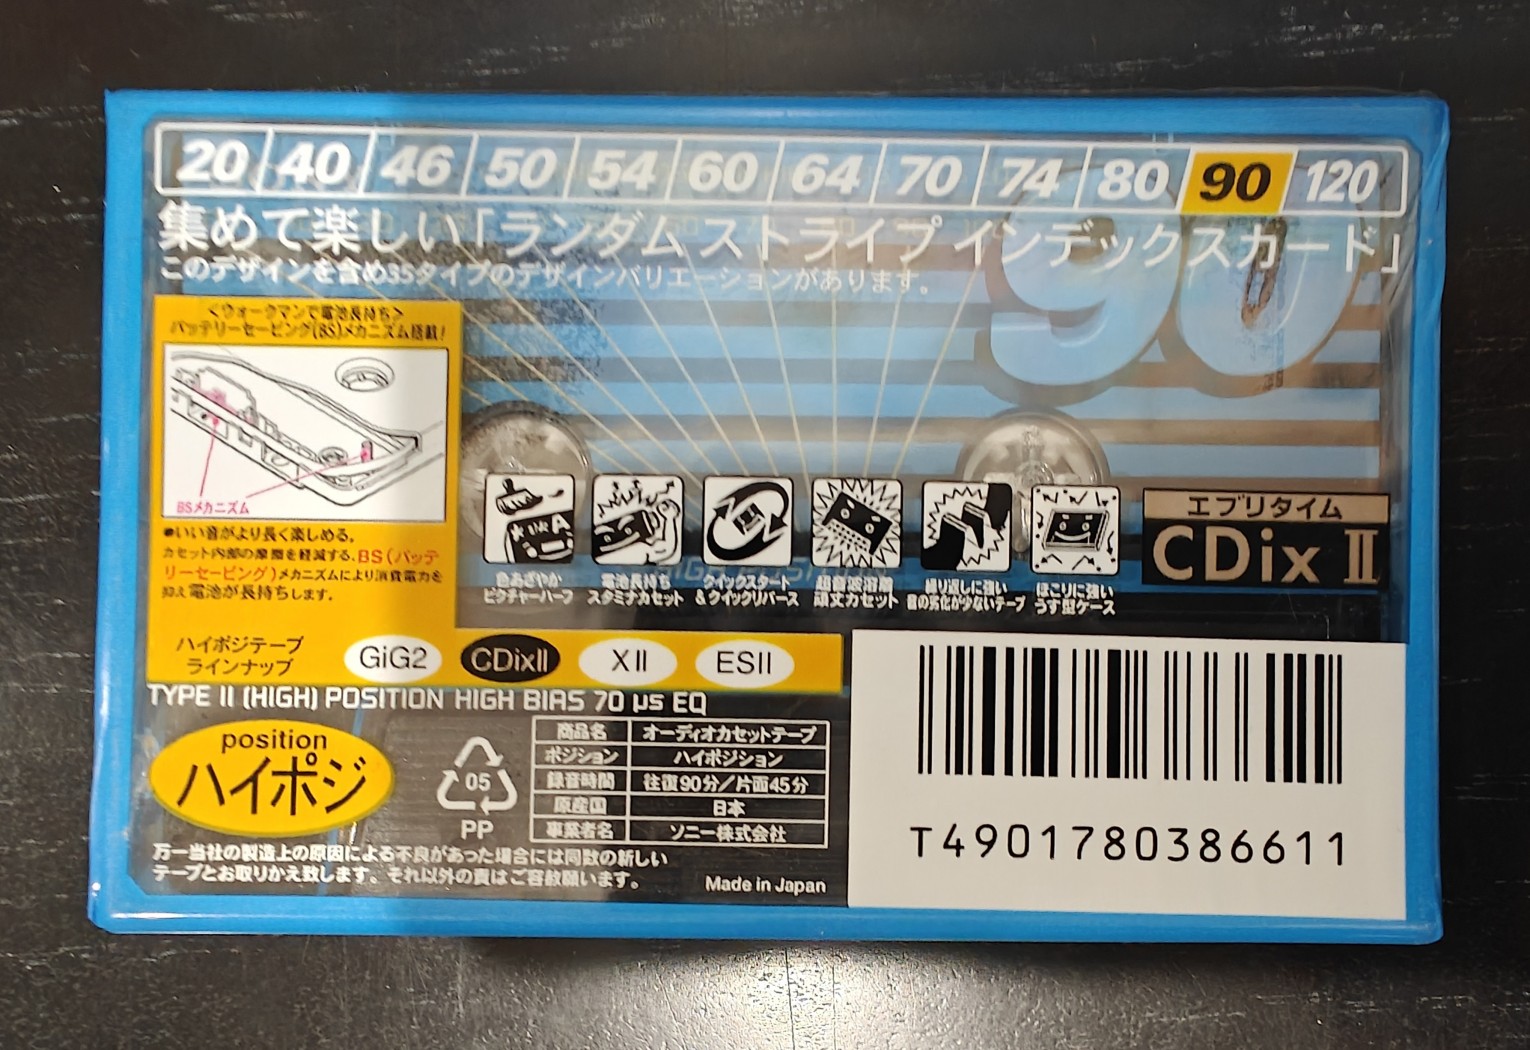 20 40 46 50 54 60 64 70 74 80 90 120
90
集めて楽しい「ランダム ストライプ インデックスカード」
このデザインを含め35タイプのデザインバリエーションがあります。
<ウォークマンで電池長持ち>
バッテリーセービング(BS)メカニズム搭載!
BSメカニズム
●いい音がより長く楽しめる。
カセット内部の摩擦を軽減する、BS(バッテ
リーセービング)メカニズムにより消費電力を
抑え電池が長持ちします。
色あざやか
ピクチャーハーフ
電池長持ち
スタミナカセット
クイックスタート
&クイックリバース
超音波溶着
頑丈カセット
繰り返しに強い
音の劣化が少ないテープ
ほこりに強い
うす型ケース
エブリタイム
CDix II
ハイポジテープ
ラインナップ
GiG2 CDixII XII ESII
TYPE II (HIGH) POSITION HIGH BIAS 70 µs EQ
position
ハイポジ
05
PP
商品名 オーディオカセットテープ
ポジション ハイポジション
録音時間 往復90分/片面45分
原産国 日本
事業者名 ソニー株式会社
万一当社の製造上の原因による不良があった場合には同数の新しい
テープとお取りかえ致します。それ以外の責はご容赦願います。
Made in Japan
T4901780386611